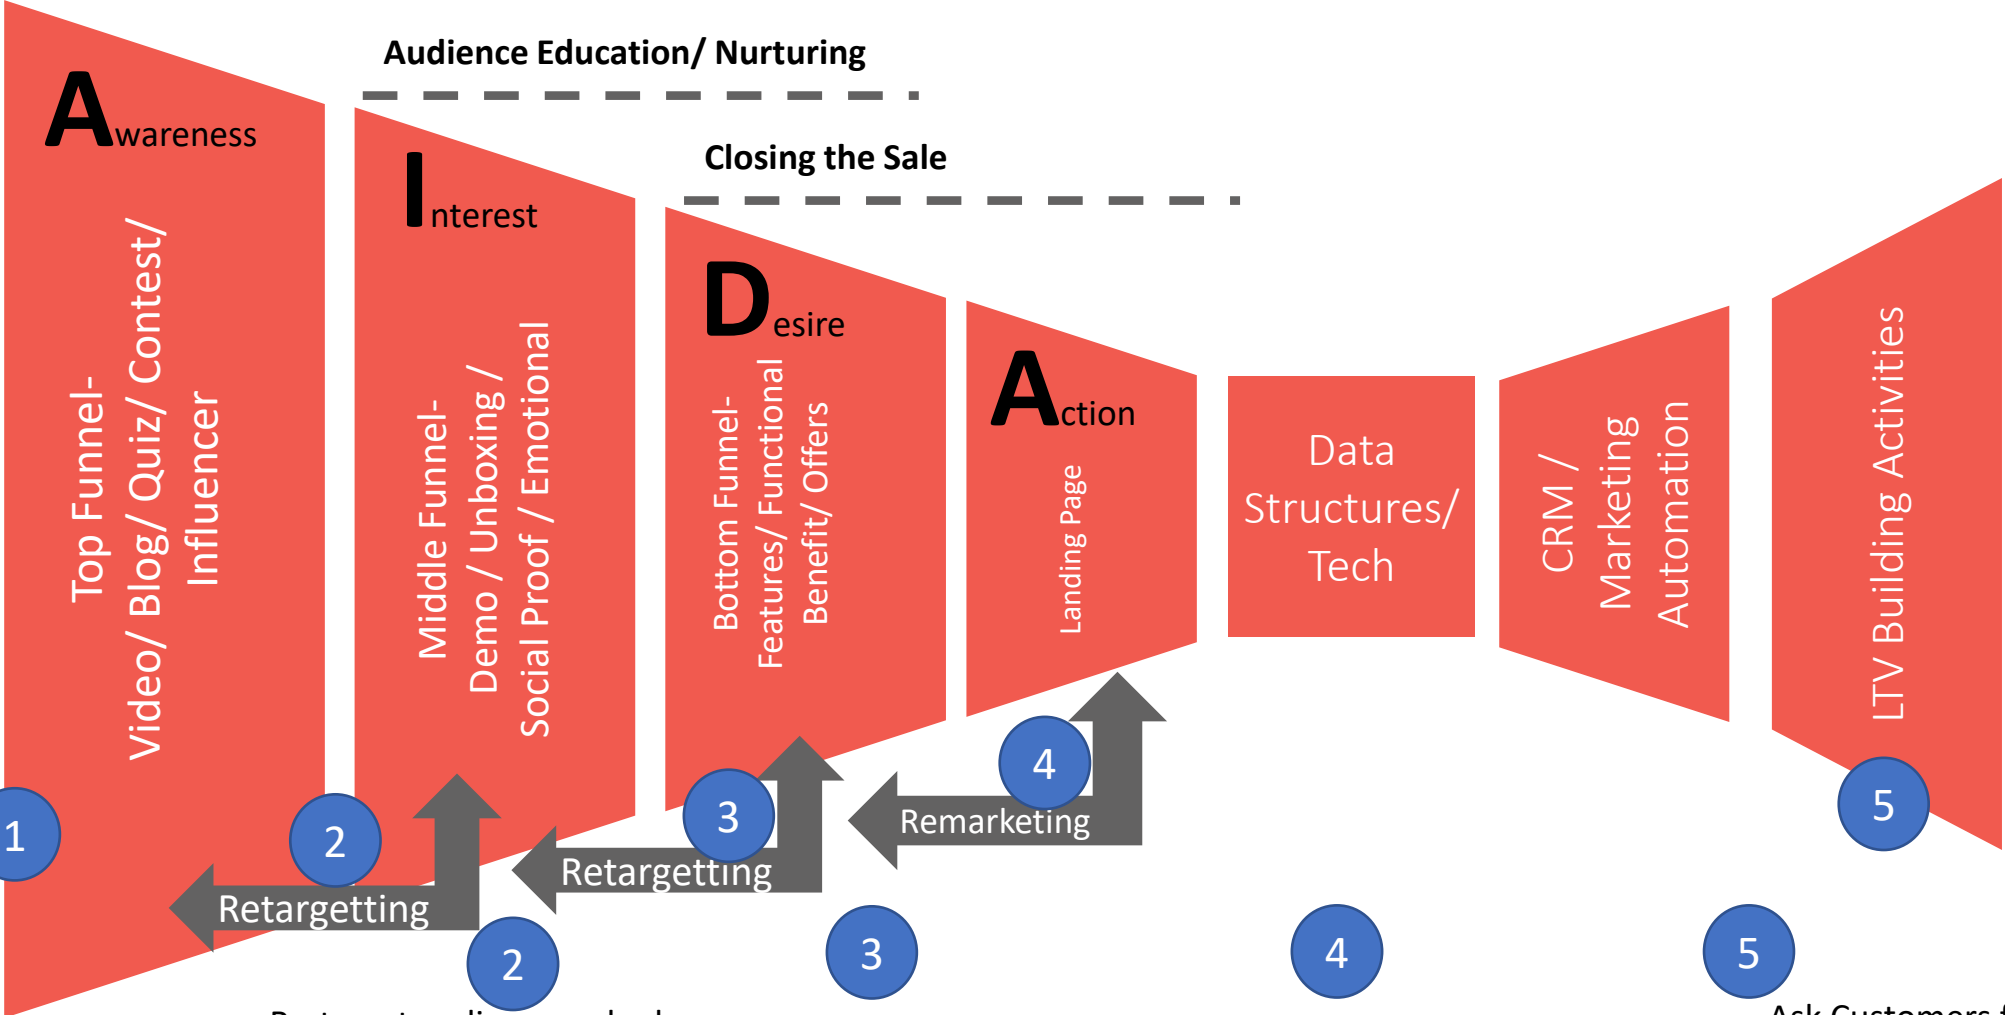 Audience Education/ Nurturing
Closing the Sale
Awareness
Top Funnel-
Video/ Blog/ Quiz/ Contest/
Influencer
Interest
Middle Funnel-
Demo / Unboxing /
Social Proof / Emotional
Desire
Bottom Funnel-
Features/ Functional
Benefit/ Offers
Action
Landing Page
Data
Structures/
Tech
CRM /
Marketing
Automation
LTV Building Activities
1
2
3
4
5
Retargetting
Retargetting
Remarketing
2
3
4
5
Ask Customers